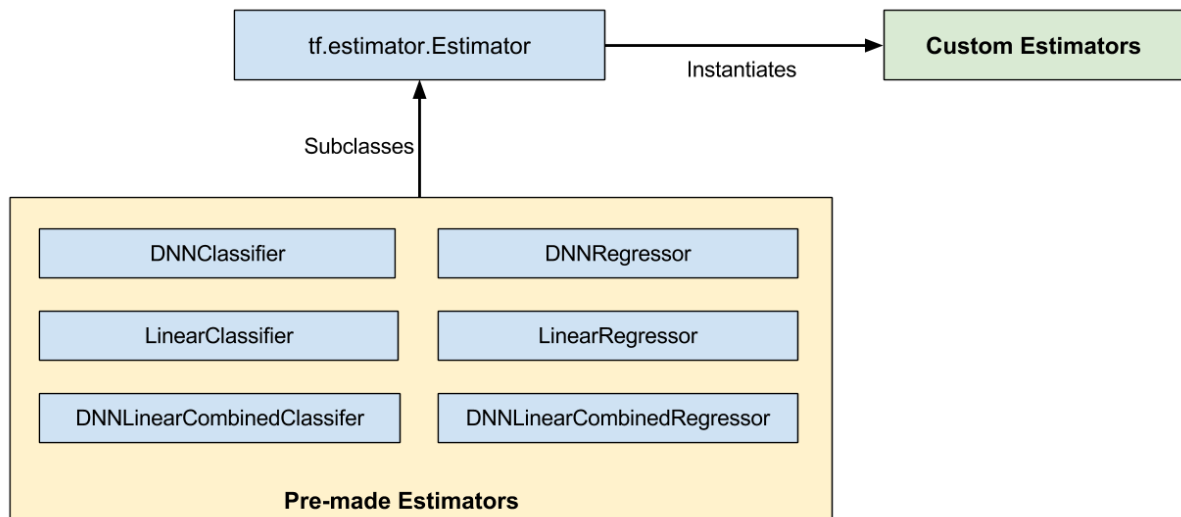 tf.estimator.Estimator
Custom Estimators
Instantiates
Subclasses
DNNClassifier
DNNRegressor
LinearClassifier
LinearRegressor
DNNLinearCombinedClassifer
DNNLinearCombinedRegressor
Pre-made Estimators